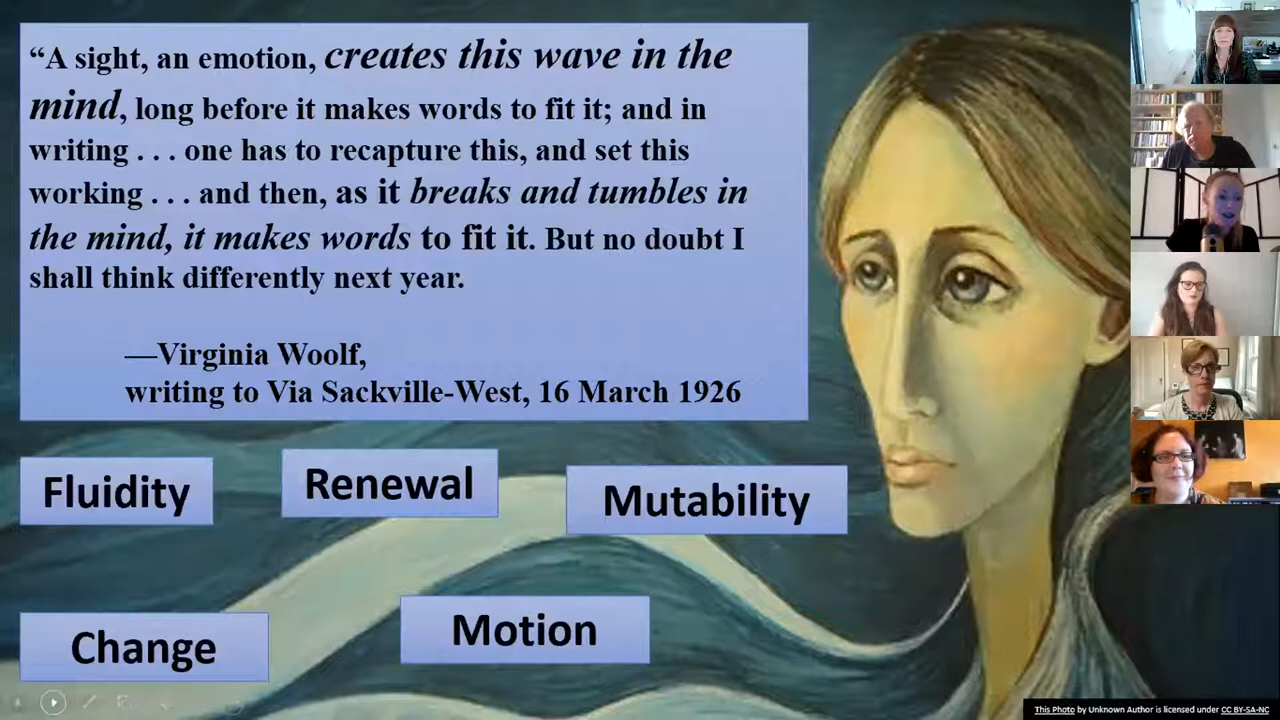 “A sight, an emotion, creates this wave in the
mind, long before it makes words to fit it; and in
writing . . . one has to recapture this, and set this
working . . . and then, as it breaks and tumbles in
the mind, it makes words to fit it. But no doubt I
shall think differently next year.
—Virginia Woolf,
writing to Via Sackville-West, 16 March 1926
Fluidity
Renewal
Mutability
Change
Motion
This Photo by Unknown Author is licensed under CC BY-SA-NC